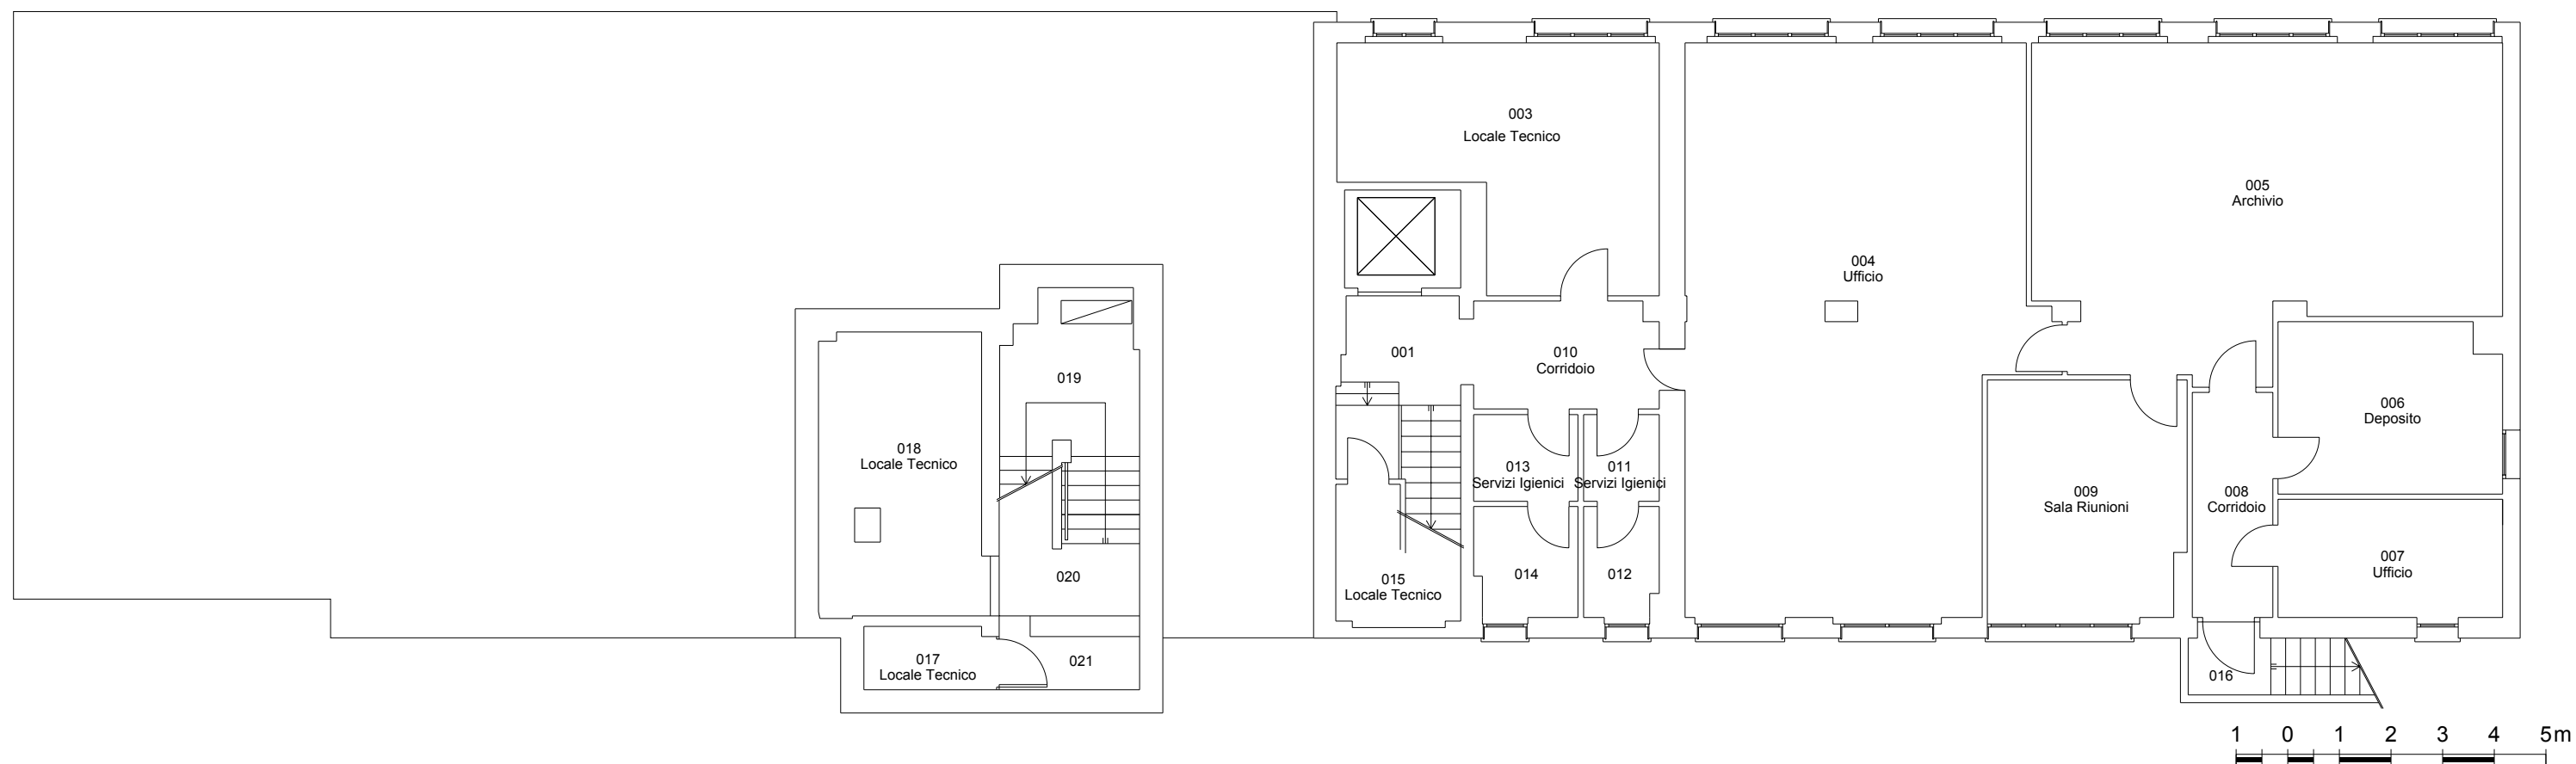 003
Locale Tecnico
005
Archivio
004
Ufficio
001
010
Corridoio
019
006
Deposito
018
Locale Tecnico
013
Servizi Igienici
011
Servizi Igienici
009
Sala Riunioni
008
Corridoio
007
Ufficio
020
015
Locale Tecnico
014
012
017
Locale Tecnico
021
016
1 0 1 2 3 4 5m